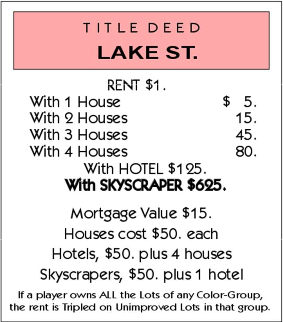 TITLE DEED
LAKE ST.
RENT $1.
With 1 House $ 5.
With 2 Houses 15.
With 3 Houses 45.
With 4 Houses 80.
With HOTEL $125.
With SKYSCRAPER $625.
Mortgage Value $15.
Houses cost $50. each
Hotels, $50. plus 4 houses
Skyscrapers, $50. plus 1 hotel
If a player owns ALL the Lots of any Color-Group,
the rent is Tripled on Unimproved Lots in that group.